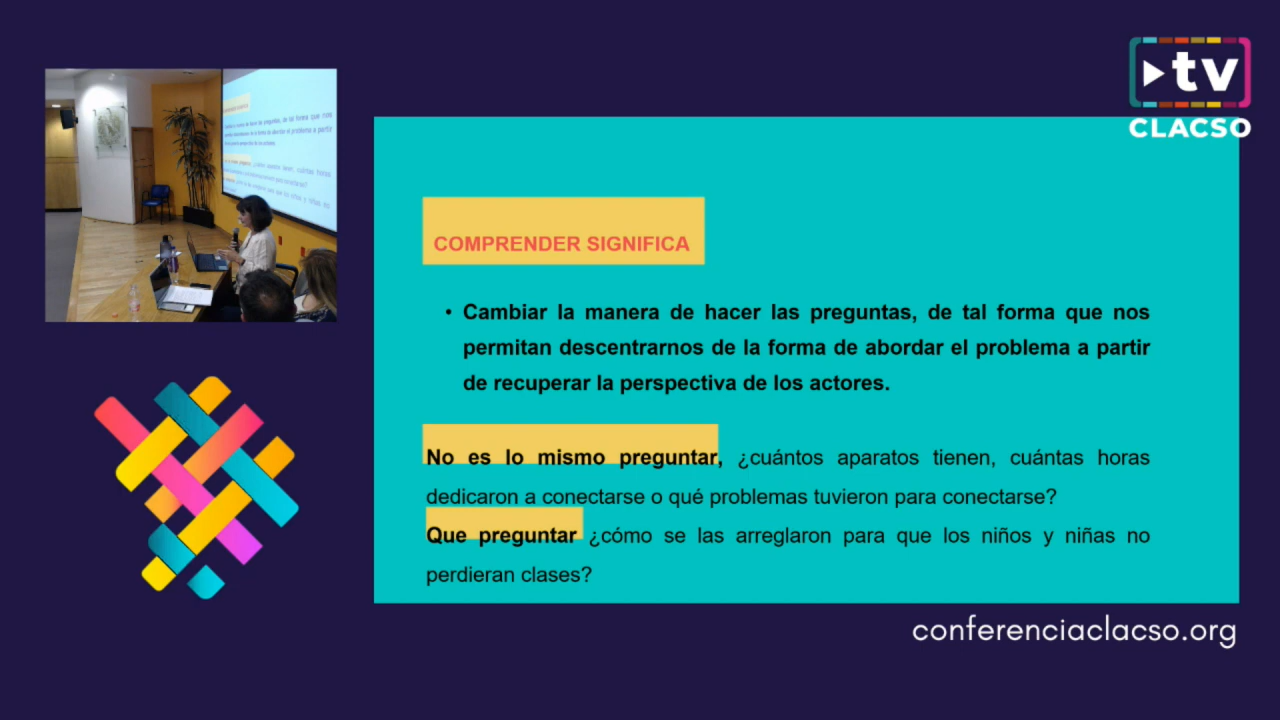 tv
CLACSO
COMPRENDER SIGNIFICA
• Cambiar la manera de hacer las preguntas, de tal forma que nos
permitan descentrarnos de la forma de abordar el problema a partir
de recuperar la perspectiva de los actores.
No es lo mismo preguntar, ¿cuántos aparatos tienen, cuántas horas
dedicaron a conectarse o qué problemas tuvieron para conectarse?
Que preguntar ¿cómo se las arreglaron para que los niños y niñas no
perdieran clases?
conferenciaclacso.org